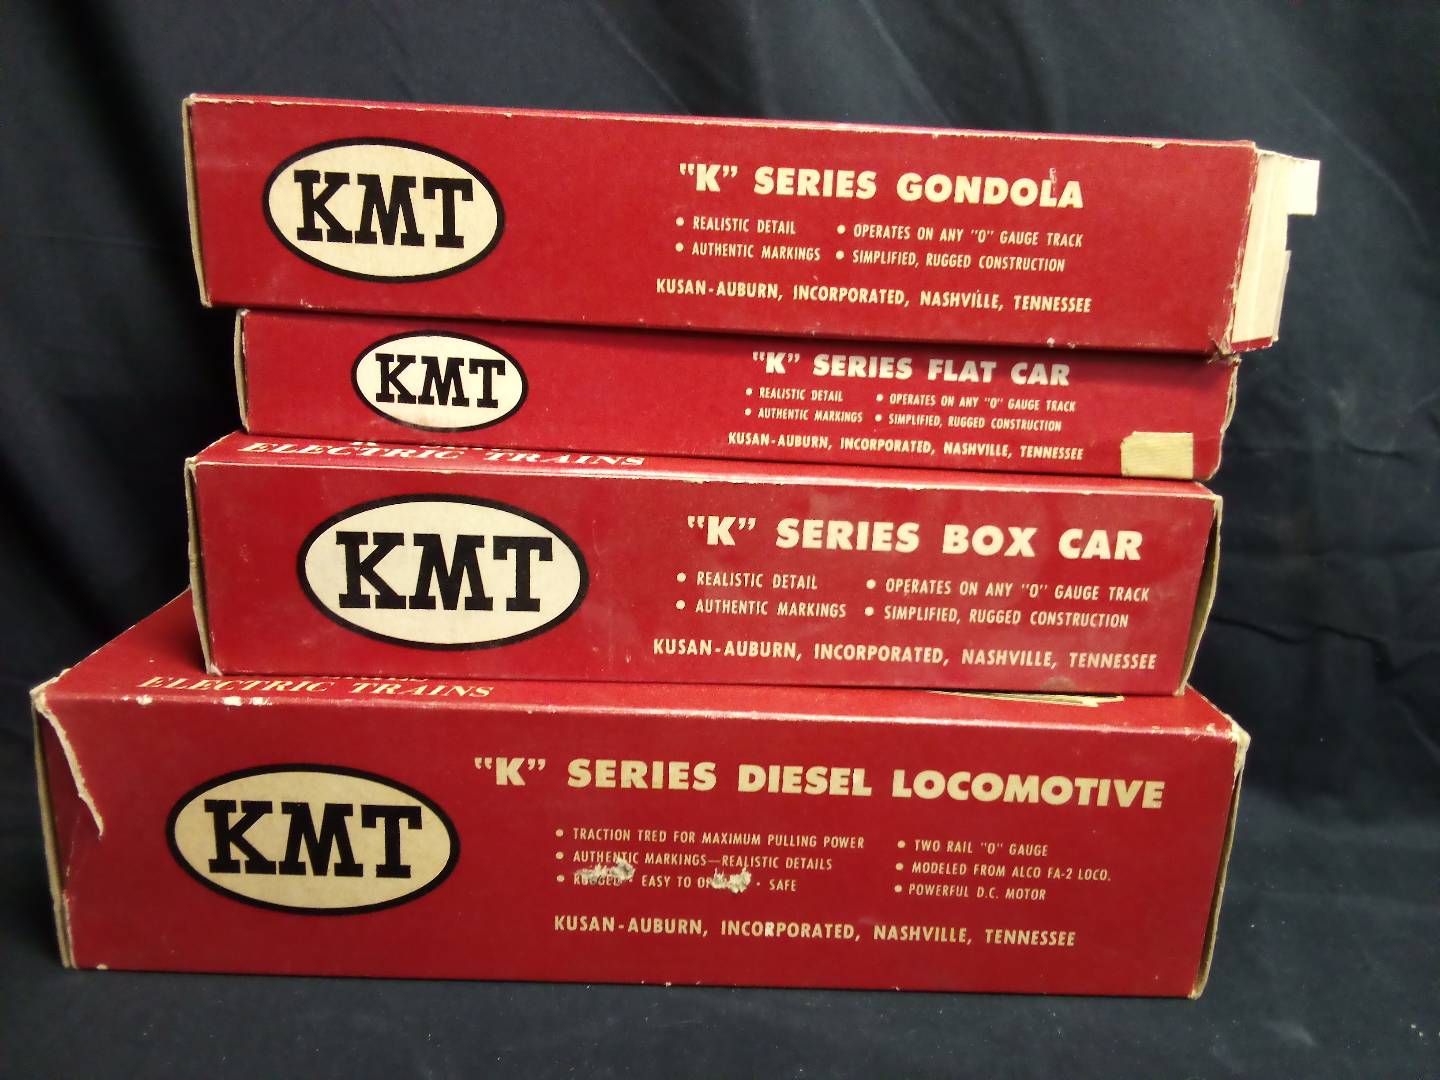 KMT
"K" SERIES GONDOLA
• REALISTIC DETAIL • OPERATES ON ANY "O" GAUGE TRACK
• AUTHENTIC MARKINGS • SIMPLIFIED, RUGGED CONSTRUCTION
KUSAN-AUBURN, INCORPORATED, NASHVILLE, TENNESSEE
KMT
"K" SERIES FLAT CAR
• REALISTIC DETAIL • OPERATES ON ANY "O" GAUGE TRACK
• AUTHENTIC MARKINGS • SIMPLIFIED, RUGGED CONSTRUCTION
KUSAN-AUBURN, INCORPORATED, NASHVILLE, TENNESSEE
ELECTRIC TRAINS
KMT
"K" SERIES BOX CAR
• REALISTIC DETAIL • OPERATES ON ANY "O" GAUGE TRACK
• AUTHENTIC MARKINGS • SIMPLIFIED, RUGGED CONSTRUCTION
KUSAN-AUBURN, INCORPORATED, NASHVILLE, TENNESSEE
ELECTRIC TRAINS
KMT
"K" SERIES DIESEL LOCOMOTIVE
• TRACTION TRED FOR MAXIMUM PULLING POWER • TWO RAIL "O" GAUGE
• AUTHENTIC MARKINGS—REALISTIC DETAILS • MODELED FROM ALCO FA-2 LOCO.
• RUGGED • EASY TO • SAFE • POWERFUL D.C. MOTOR
KUSAN-AUBURN, INCORPORATED, NASHVILLE, TENNESSEE